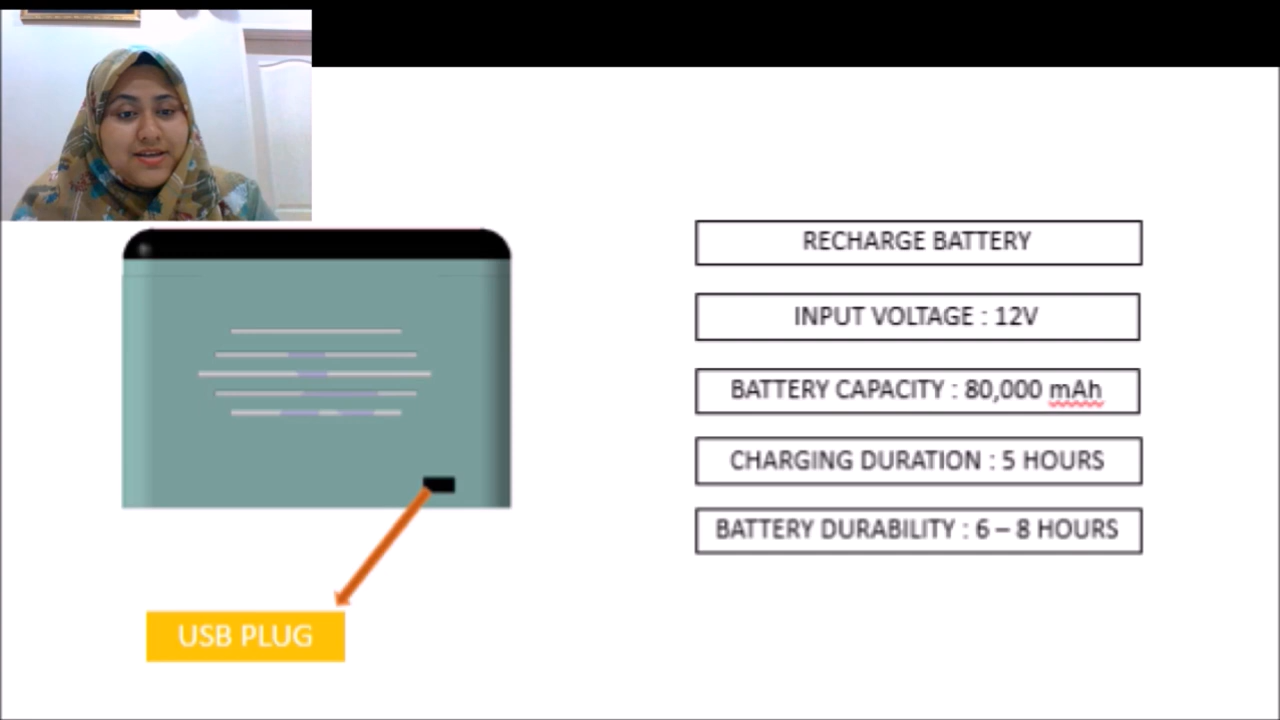 RECHARGE BATTERY
INPUT VOLTAGE : 12V
BATTERY CAPACITY : 80,000 mAh
CHARGING DURATION : 5 HOURS
BATTERY DURABILITY : 6 – 8 HOURS
USB PLUG